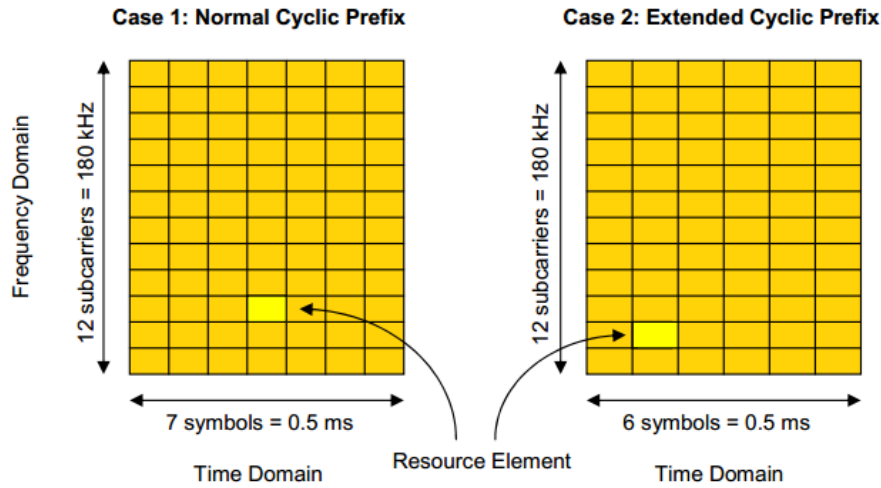 Case 1: Normal Cyclic Prefix
Case 2: Extended Cyclic Prefix
Frequency Domain
12 subcarriers = 180 kHz
12 subcarriers = 180 kHz
7 symbols = 0.5 ms
6 symbols = 0.5 ms
Resource Element
Time Domain
Time Domain